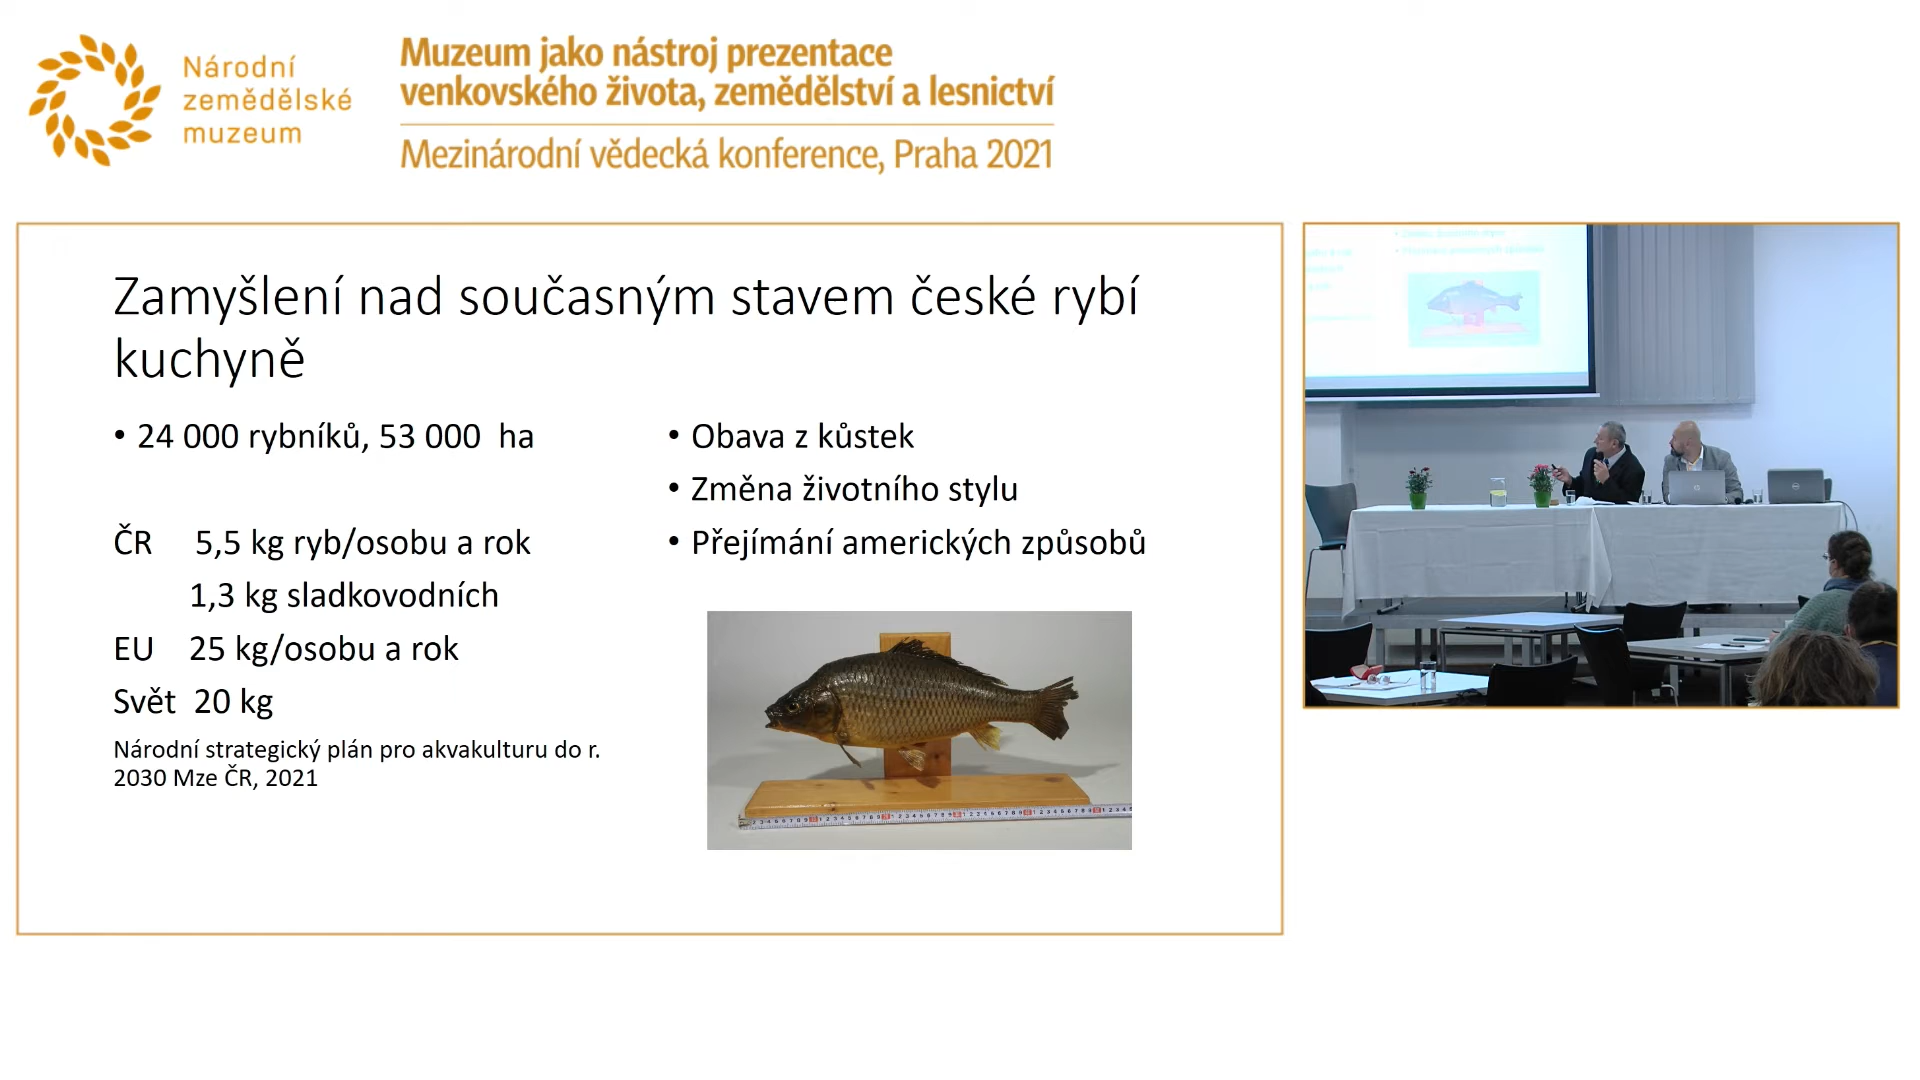 Národní
zemědělské
muzeum
Muzeum jako nástroj prezentace
venkovského života, zemědělství a lesnictví
Mezinárodní vědecká konference, Praha 2021
Zamyšlení nad současným stavem české rybí
kuchyně
• 24 000 rybníků, 53 000 ha
ČR 5,5 kg ryb/osobu a rok
1,3 kg sladkovodních
EU 25 kg/osobu a rok
Svět 20 kg
Národní strategický plán pro akvakulturu do r.
2030 Mze ČR, 2021
• Obava z kůstek
• Změna životního stylu
• Přejímání amerických způsobů